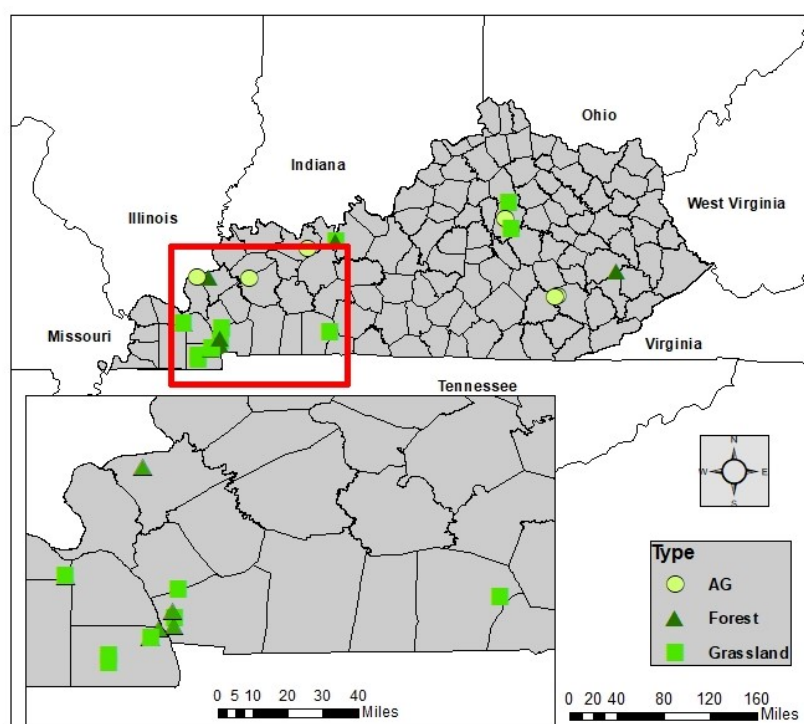 Ohio
Indiana
West Virginia
Illinois
Missouri
Virginia
Tennessee
N
W E
S
Type
AG
Forest
Grassland
0 5 10 20 30 40
Miles
0 20 40 80 120 160
Miles